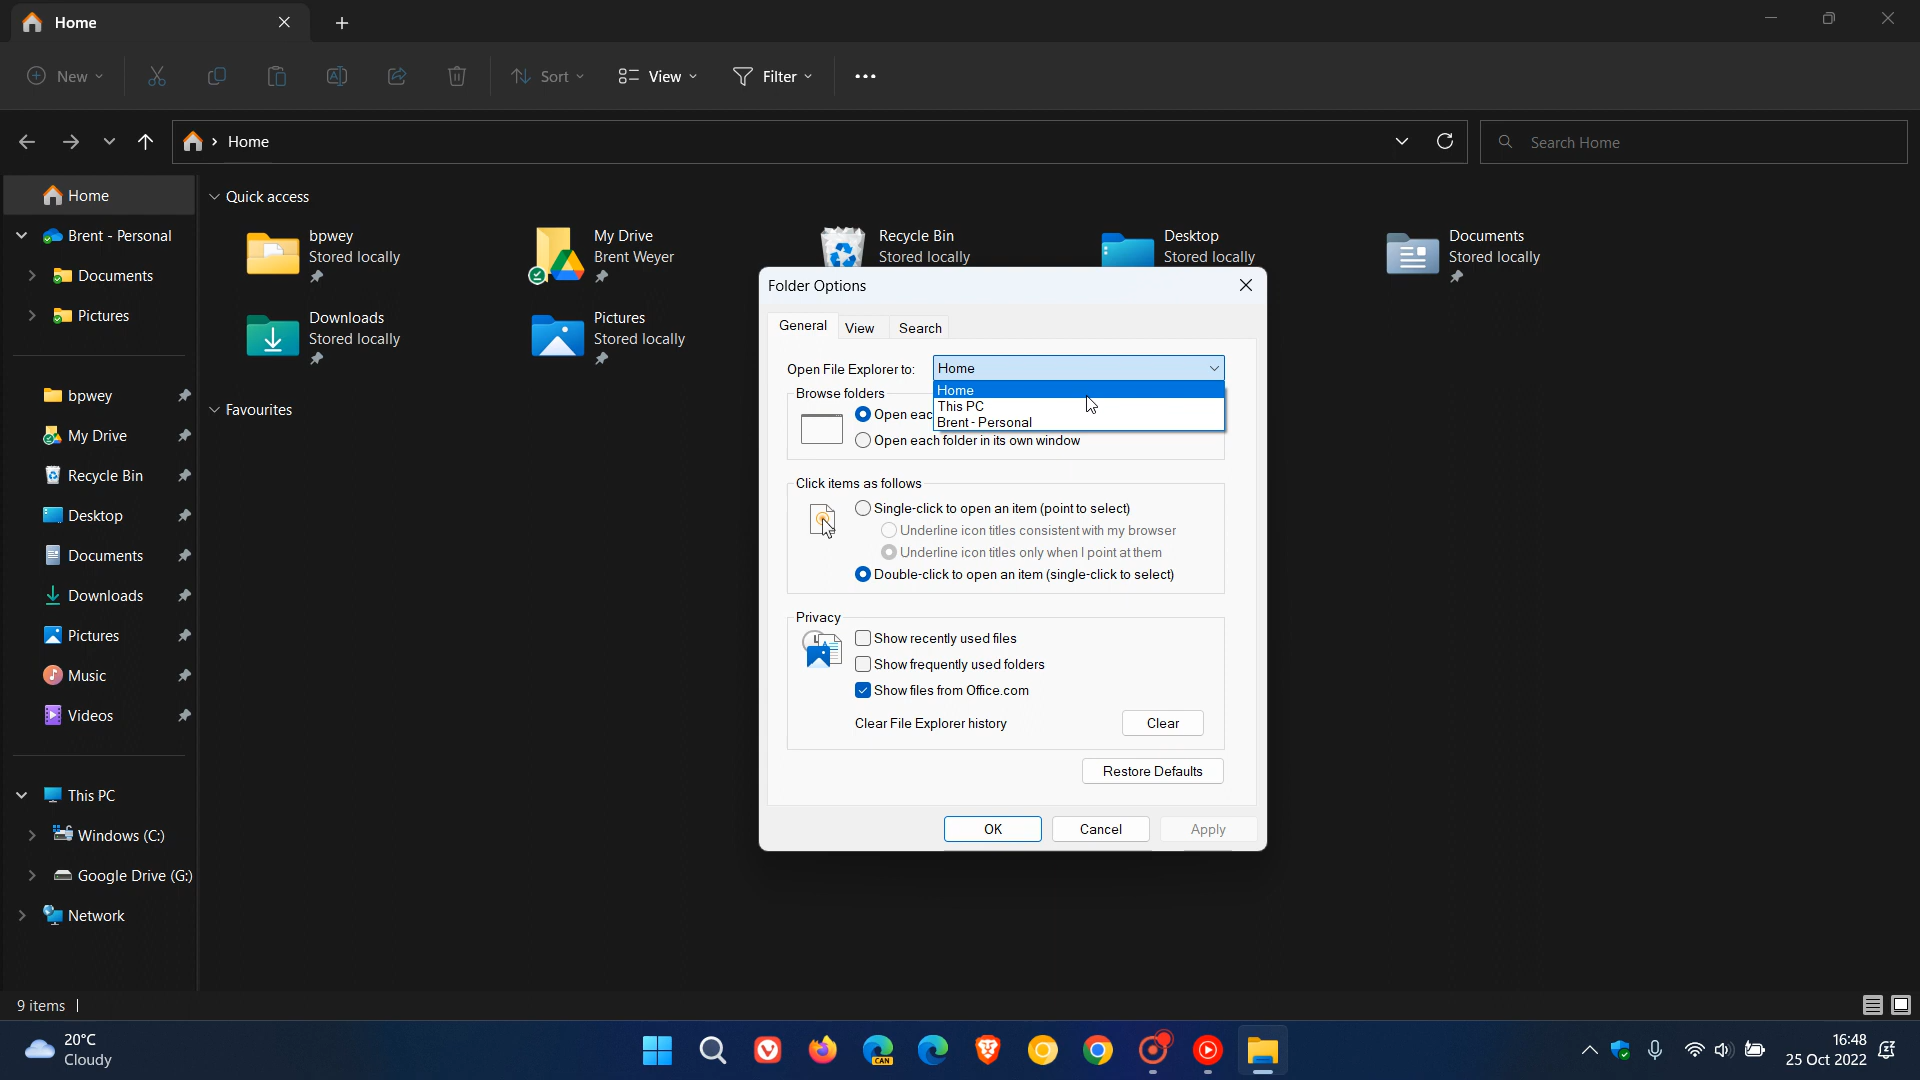 Home
New
Sort
View
Filter
Home
Search Home
Home
Brent - Personal
Documents
Pictures
bpwey
My Drive
Recycle Bin
Desktop
Documents
Downloads
Pictures
Music
Videos
This PC
Windows (C:)
Google Drive (G:)
Network
Quick access
bpwey
Stored locally
My Drive
Brent Weyer
Recycle Bin
Stored locally
Desktop
Stored locally
Documents
Stored locally
Downloads
Stored locally
Pictures
Stored locally
Favourites
Folder Options
General
View
Search
Open File Explorer to:
Home
Home
This PC
Brent - Personal
Browse folders
Open eac
Open each folder in its own window
Click items as follows
Single-click to open an item (point to select)
Underline icon titles consistent with my browser
Underline icon titles only when I point at them
Double-click to open an item (single-click to select)
Privacy
Show recently used files
Show frequently used folders
Show files from Office.com
Clear File Explorer history
Clear
Restore Defaults
OK
Cancel
Apply
9 items
20°C
Cloudy
CAN
16:48
25 Oct 2022